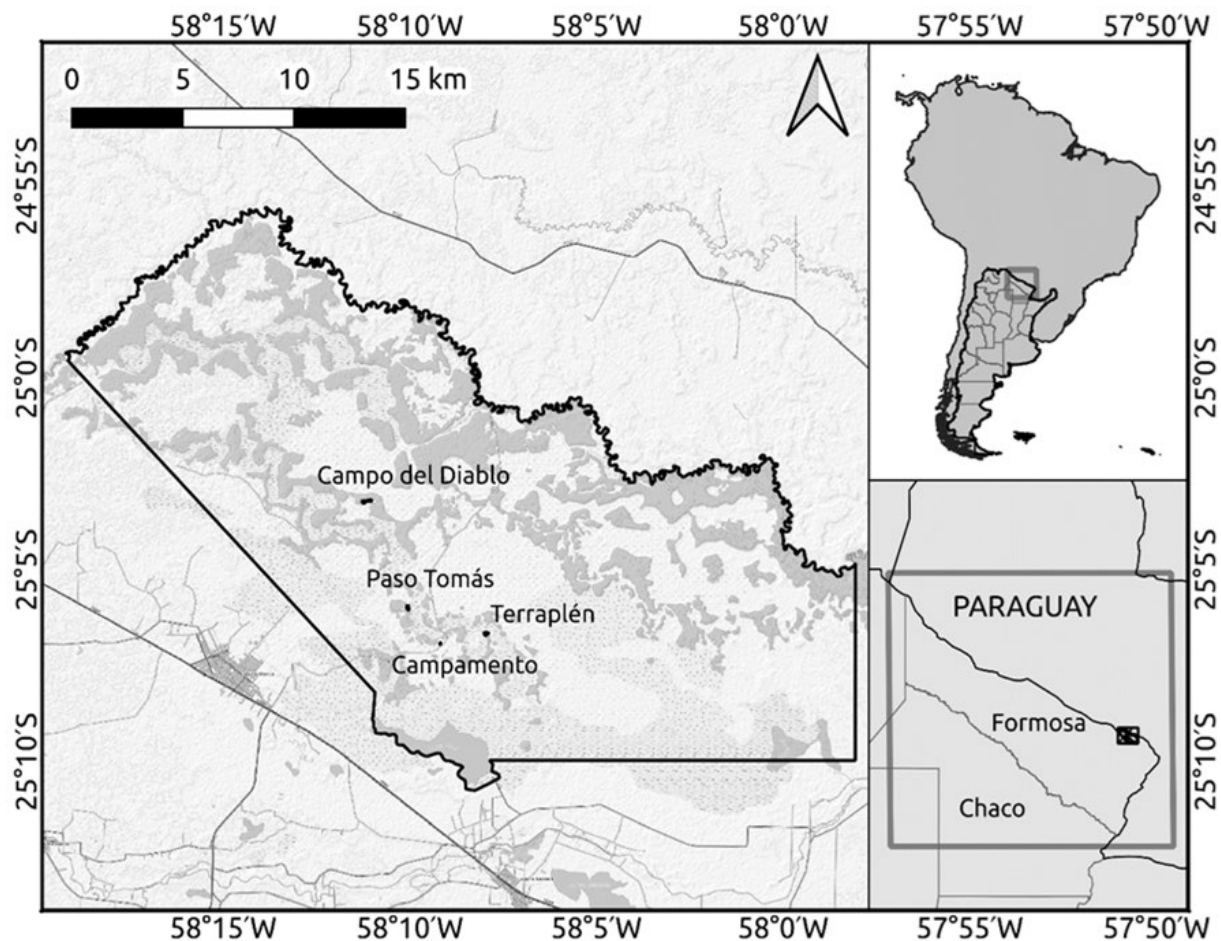 58°15′W 58°10′W 58°5′W 58°0′W 57°55′W 57°50′W
0 5 10 15 km
24°55′S
24°55′S
25°0′S
25°0′S
Campo del Diablo
25°5′S
25°5′S
Paso Tomás
Terraplén
Campamento
PARAGUAY
Formosa
Chaco
25°10′S
25°10′S
58°15′W 58°10′W 58°5′W 58°0′W 57°55′W 57°50′W